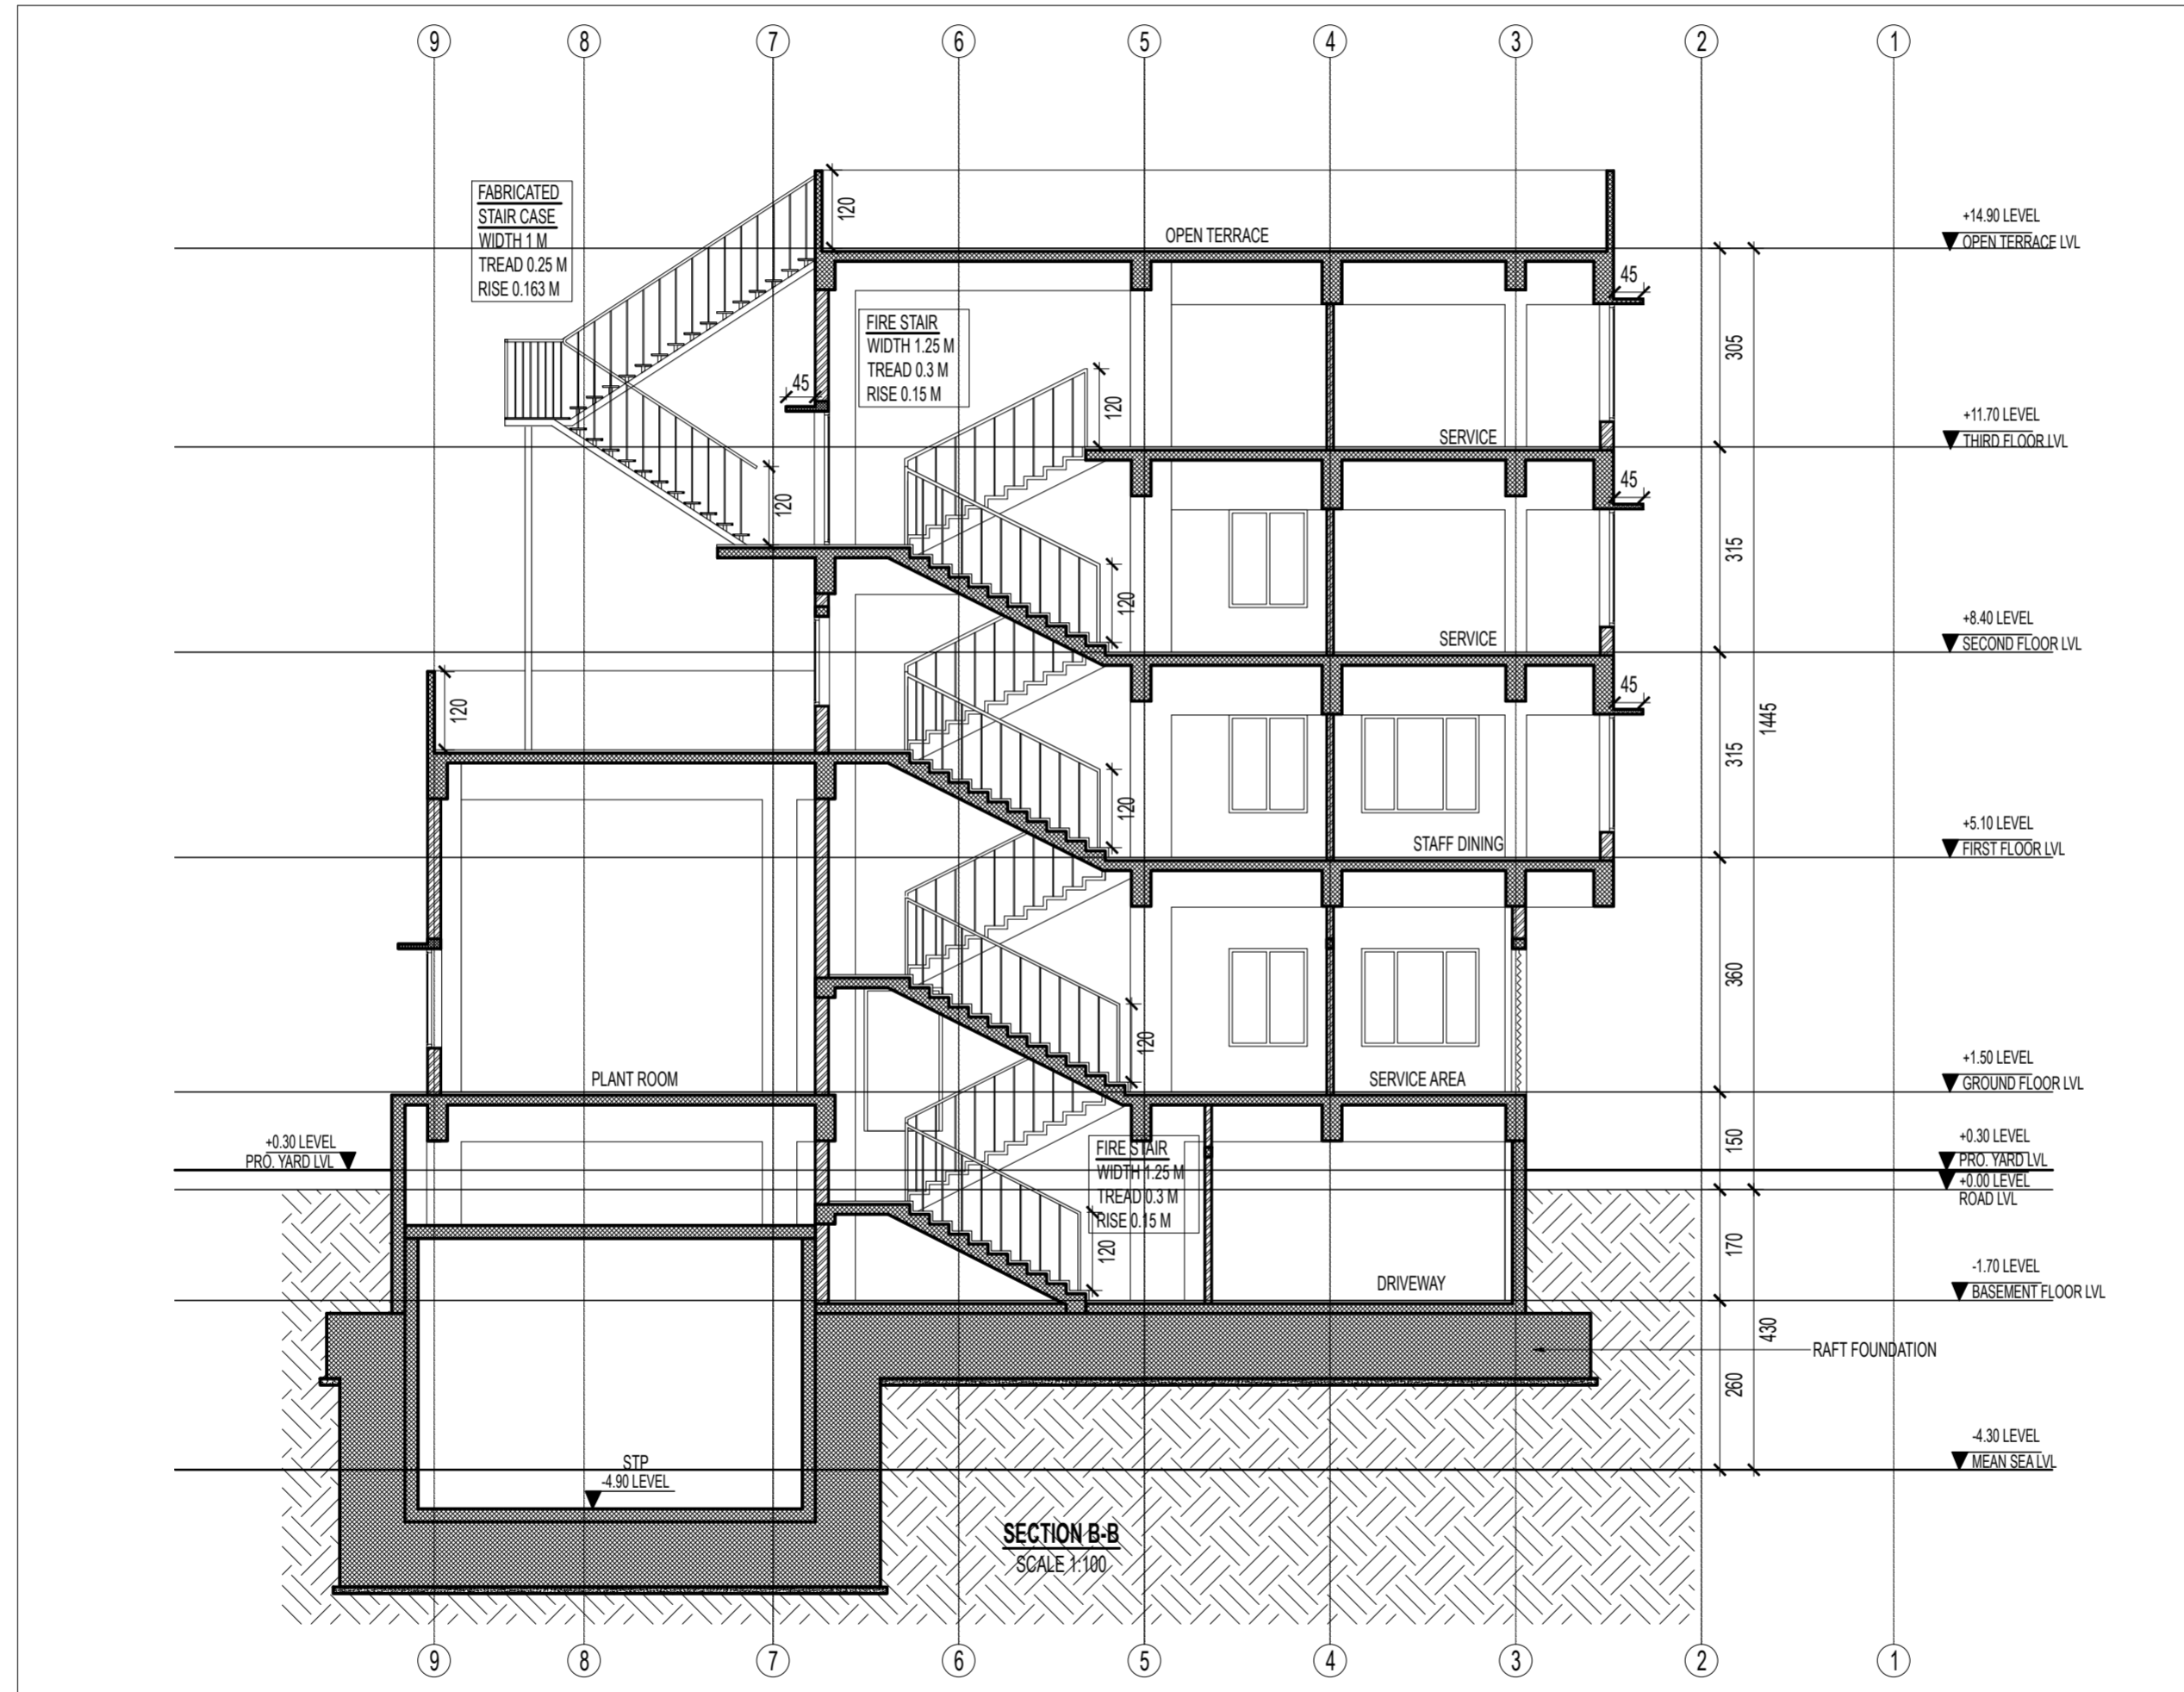 9 8 7 6 5 4 3 2 1
FABRICATED
STAIR CASE
WIDTH 1 M
TREAD 0.25 M
RISE 0.163 M
120
OPEN TERRACE
+14.90 LEVEL
OPEN TERRACE LVL
45
FIRE STAIR
WIDTH 1.25 M
TREAD 0.3 M
RISE 0.15 M
305
45
120
SERVICE
+11.70 LEVEL
THIRD FLOOR LVL
45
120
315
120
SERVICE
+8.40 LEVEL
SECOND FLOOR LVL
45
120
1445
315
120
STAFF DINING
+5.10 LEVEL
FIRST FLOOR LVL
360
120
PLANT ROOM
SERVICE AREA
+1.50 LEVEL
GROUND FLOOR LVL
+0.30 LEVEL
PRO. YARD LVL
FIRE STAIR
WIDTH 1.25 M
TREAD 0.3 M
RISE 0.15 M
150
+0.30 LEVEL
PRO. YARD LVL
+0.00 LEVEL
ROAD LVL
120
170
DRIVEWAY
-1.70 LEVEL
BASEMENT FLOOR LVL
430
RAFT FOUNDATION
260
STP
-4.90 LEVEL
-4.30 LEVEL
MEAN SEA LVL
SECTION B-B
SCALE 1:100
9 8 7 6 5 4 3 2 1